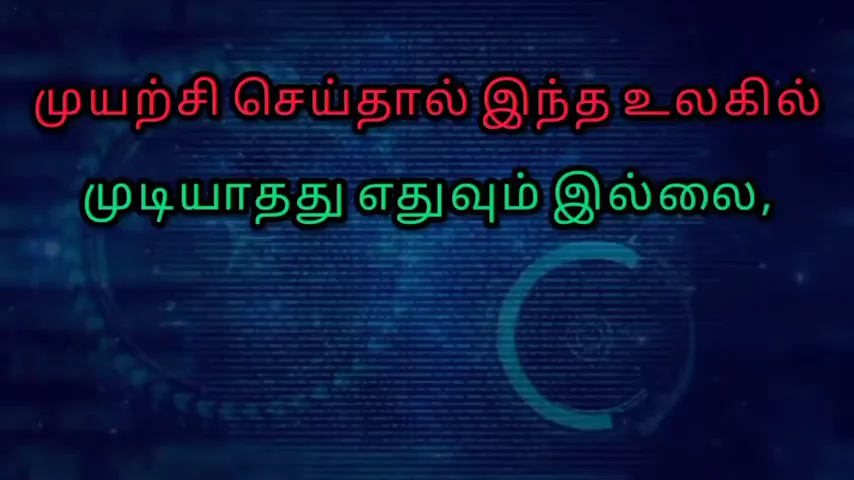 முயற்சி செய்தால் இந்த உலகில்
முடியாதது எதுவும் இல்லை,